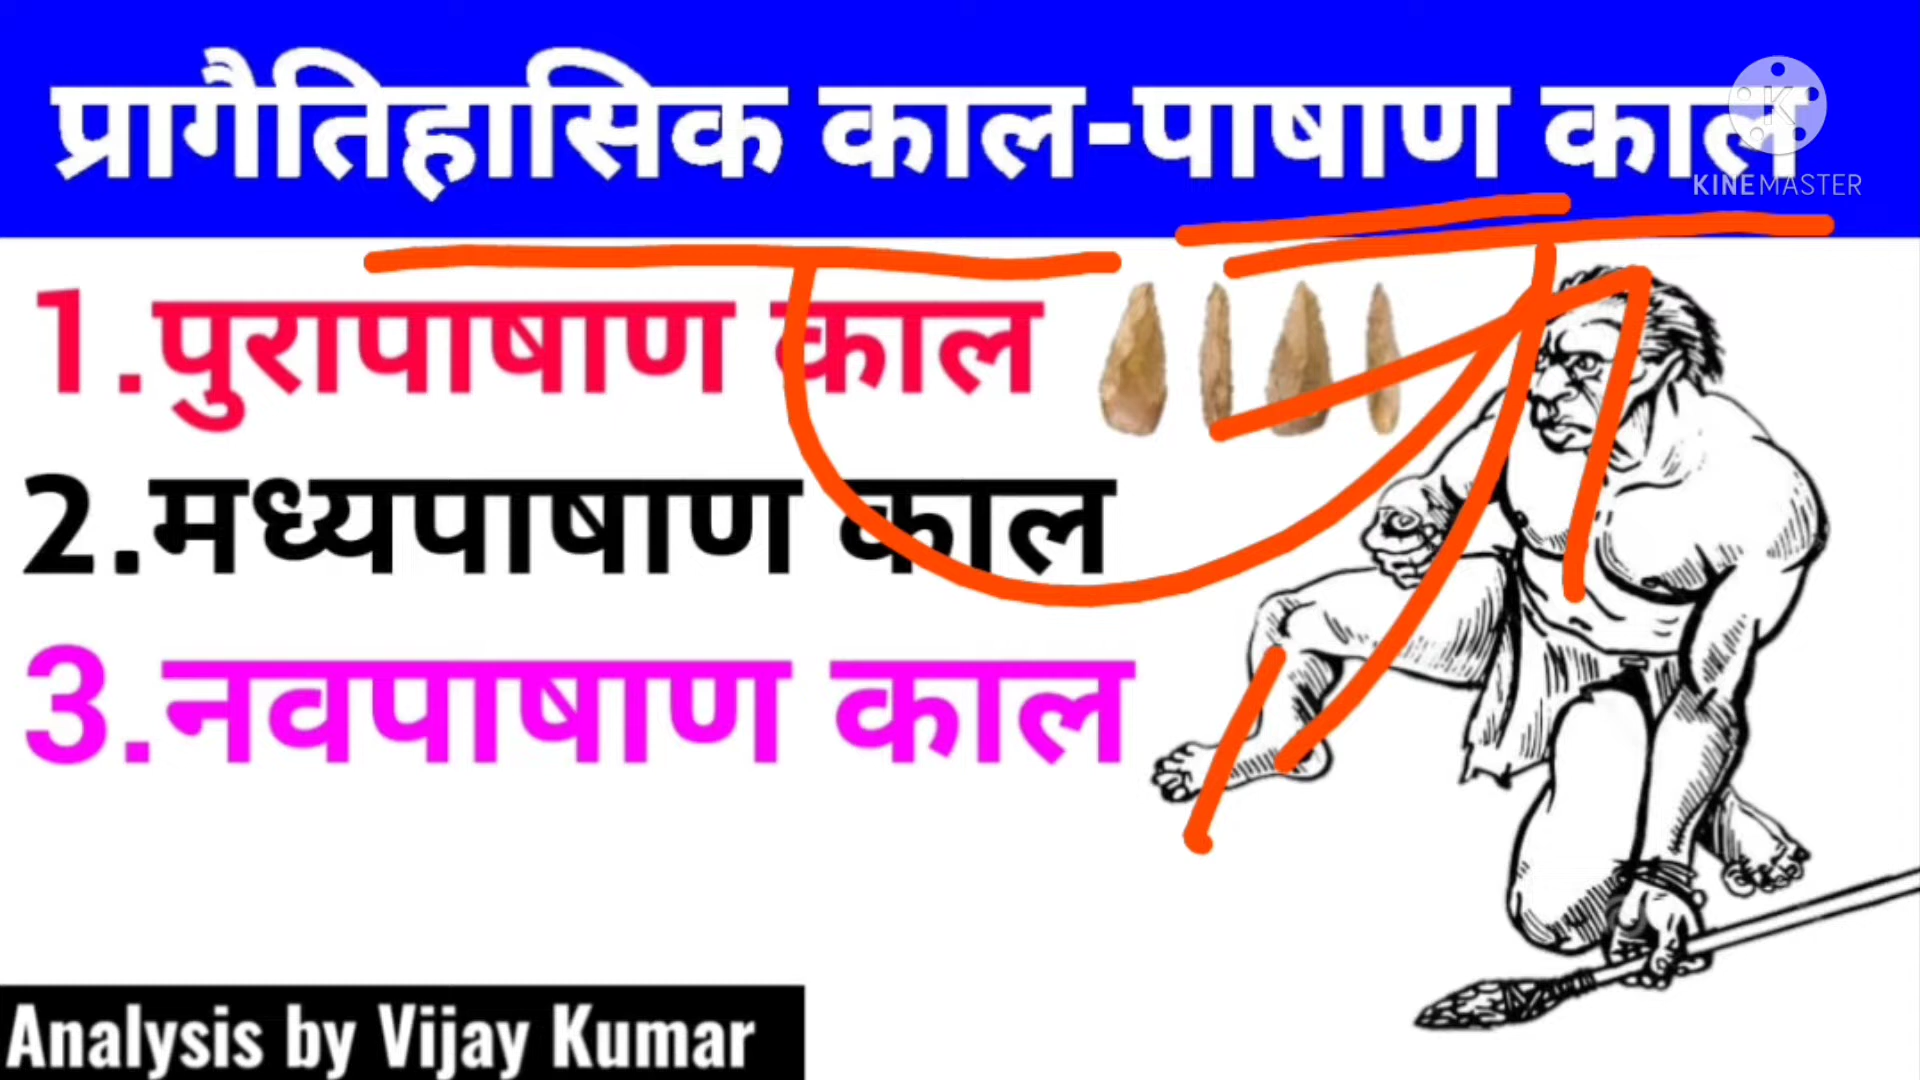 प्रागैतिहासिक काल-पाषाण काल
KINEMASTER
1.पुरापाषाण काल
2.मध्यपाषाण काल
3.नवपाषाण काल
Analysis by Vijay Kumar